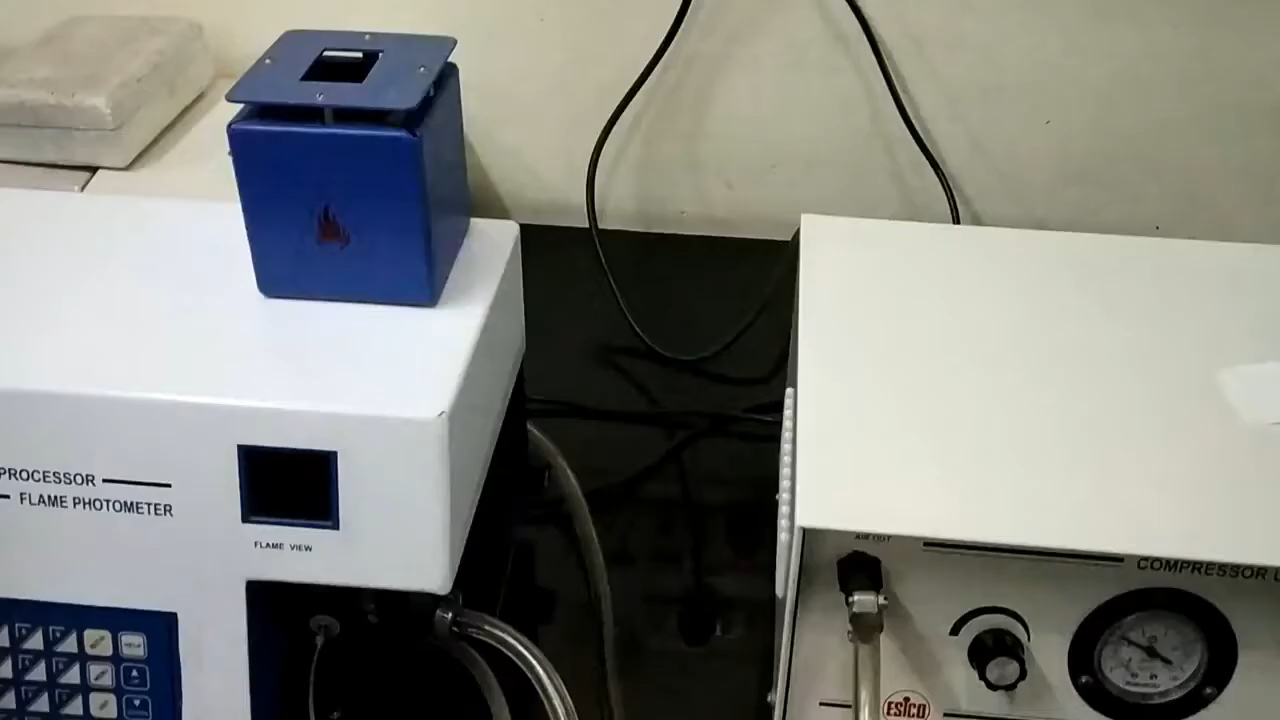 PROCESSOR
FLAME PHOTOMETER
FLAME VIEW
AIR OUT
COMPRESSOR
ESICO